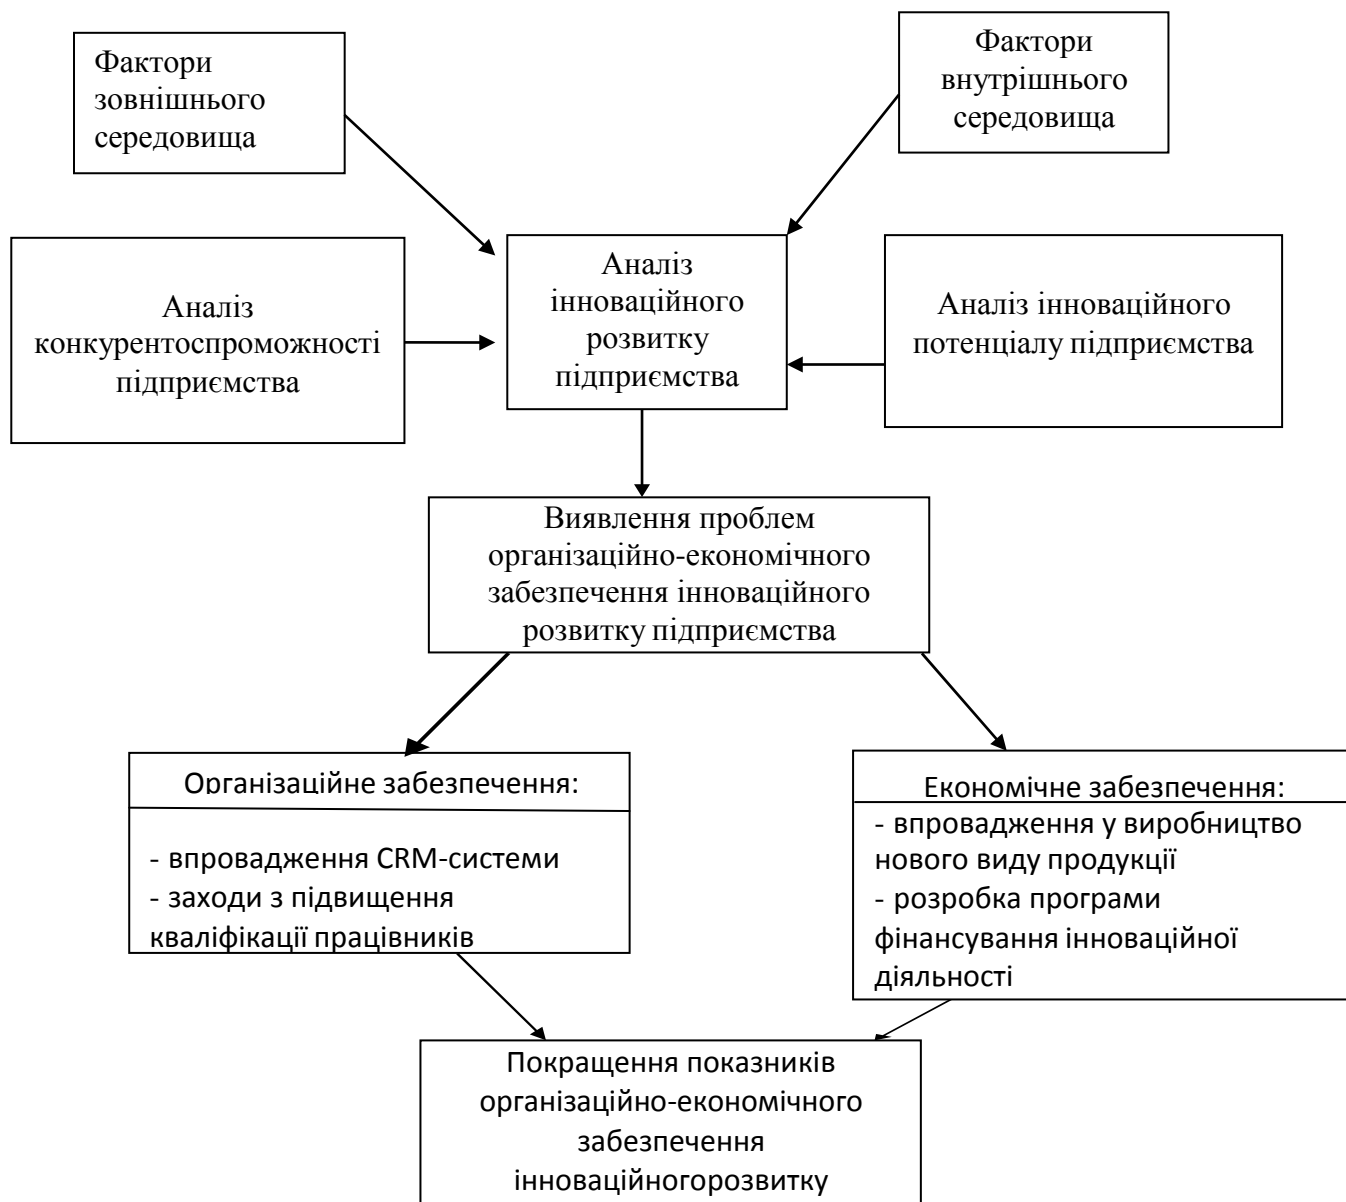 Фактори
зовнішнього
середовища
Фактори
внутрішнього
середовища
Аналіз
конкурентоспроможності
підприємства
Аналіз
інноваційного
розвитку
підприємства
Аналіз інноваційного
потенціалу підприємства
Виявлення проблем
організаційно-економічного
забезпечення інноваційного
розвитку підприємства
Організаційне забезпечення:
- впровадження CRM-системи
- заходи з підвищення
кваліфікації працівників
Економічне забезпечення:
- впровадження у виробництво
нового виду продукції
- розробка програми
фінансування інноваційної
діяльності
Покращення показників
організаційно-економічного
забезпечення
інноваційногорозвитку